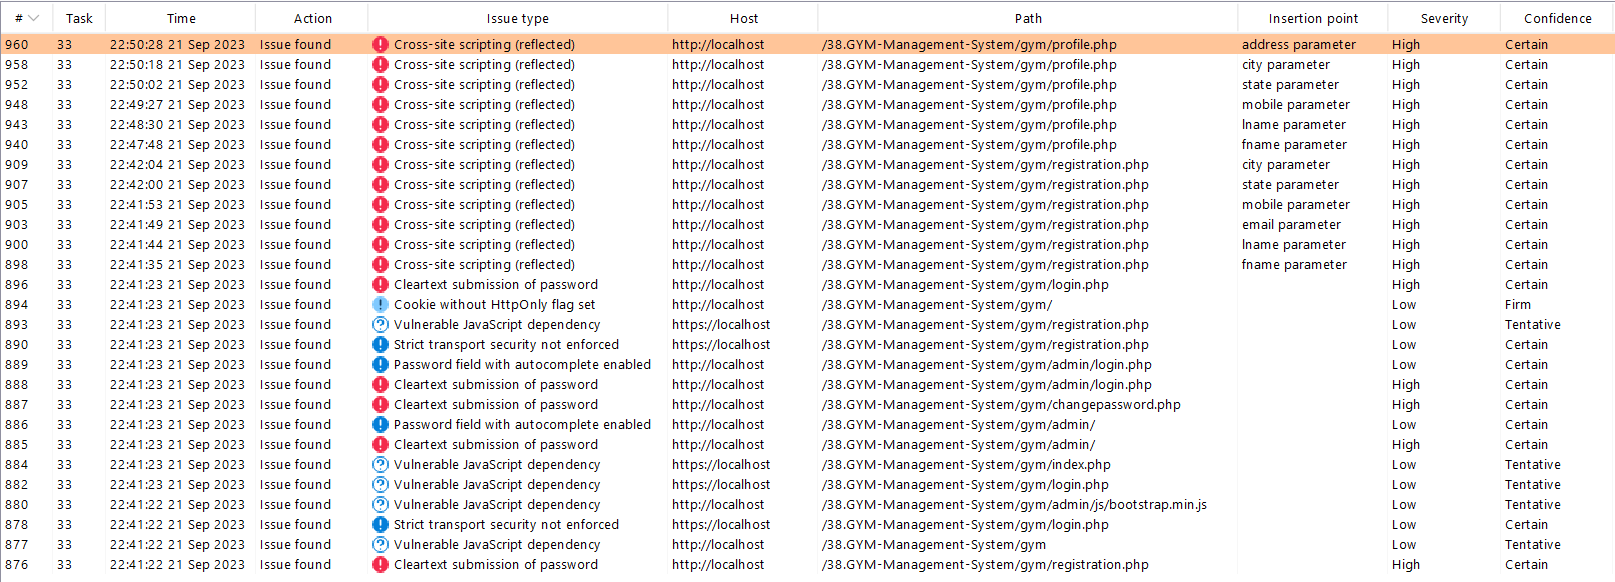 # Task Time Action Issue type Host Path Insertion point Severity Confidence
960 33 22:50:28 21 Sep 2023 Issue found Cross-site scripting (reflected) http://localhost /38.GYM-Management-System/gym/profile.php address parameter High Certain
958 33 22:50:18 21 Sep 2023 Issue found Cross-site scripting (reflected) http://localhost /38.GYM-Management-System/gym/profile.php city parameter High Certain
952 33 22:50:02 21 Sep 2023 Issue found Cross-site scripting (reflected) http://localhost /38.GYM-Management-System/gym/profile.php state parameter High Certain
948 33 22:49:27 21 Sep 2023 Issue found Cross-site scripting (reflected) http://localhost /38.GYM-Management-System/gym/profile.php mobile parameter High Certain
943 33 22:48:30 21 Sep 2023 Issue found Cross-site scripting (reflected) http://localhost /38.GYM-Management-System/gym/profile.php lname parameter High Certain
940 33 22:47:48 21 Sep 2023 Issue found Cross-site scripting (reflected) http://localhost /38.GYM-Management-System/gym/profile.php fname parameter High Certain
909 33 22:42:04 21 Sep 2023 Issue found Cross-site scripting (reflected) http://localhost /38.GYM-Management-System/gym/registration.php city parameter High Certain
907 33 22:42:00 21 Sep 2023 Issue found Cross-site scripting (reflected) http://localhost /38.GYM-Management-System/gym/registration.php state parameter High Certain
905 33 22:41:53 21 Sep 2023 Issue found Cross-site scripting (reflected) http://localhost /38.GYM-Management-System/gym/registration.php mobile parameter High Certain
903 33 22:41:49 21 Sep 2023 Issue found Cross-site scripting (reflected) http://localhost /38.GYM-Management-System/gym/registration.php email parameter High Certain
900 33 22:41:44 21 Sep 2023 Issue found Cross-site scripting (reflected) http://localhost /38.GYM-Management-System/gym/registration.php lname parameter High Certain
898 33 22:41:35 21 Sep 2023 Issue found Cross-site scripting (reflected) http://localhost /38.GYM-Management-System/gym/registration.php fname parameter High Certain
896 33 22:41:23 21 Sep 2023 Issue found Cleartext submission of password http://localhost /38.GYM-Management-System/gym/login.php High Certain
894 33 22:41:23 21 Sep 2023 Issue found Cookie without HttpOnly flag set http://localhost /38.GYM-Management-System/gym/ Low Firm
893 33 22:41:23 21 Sep 2023 Issue found Vulnerable JavaScript dependency https://localhost /38.GYM-Management-System/gym/registration.php Low Tentative
890 33 22:41:23 21 Sep 2023 Issue found Strict transport security not enforced https://localhost /38.GYM-Management-System/gym/registration.php Low Certain
889 33 22:41:23 21 Sep 2023 Issue found Password field with autocomplete enabled http://localhost /38.GYM-Management-System/gym/admin/login.php Low Certain
888 33 22:41:23 21 Sep 2023 Issue found Cleartext submission of password http://localhost /38.GYM-Management-System/gym/admin/login.php High Certain
887 33 22:41:23 21 Sep 2023 Issue found Cleartext submission of password http://localhost /38.GYM-Management-System/gym/changepassword.php High Certain
886 33 22:41:23 21 Sep 2023 Issue found Password field with autocomplete enabled http://localhost /38.GYM-Management-System/gym/admin/ Low Certain
885 33 22:41:23 21 Sep 2023 Issue found Cleartext submission of password http://localhost /38.GYM-Management-System/gym/admin/ High Certain
884 33 22:41:23 21 Sep 2023 Issue found Vulnerable JavaScript dependency https://localhost /38.GYM-Management-System/gym/index.php Low Tentative
882 33 22:41:23 21 Sep 2023 Issue found Vulnerable JavaScript dependency https://localhost /38.GYM-Management-System/gym/login.php Low Tentative
880 33 22:41:22 21 Sep 2023 Issue found Vulnerable JavaScript dependency http://localhost /38.GYM-Management-System/gym/admin/js/bootstrap.min.js Low Tentative
878 33 22:41:22 21 Sep 2023 Issue found Strict transport security not enforced https://localhost /38.GYM-Management-System/gym/login.php Low Certain
877 33 22:41:22 21 Sep 2023 Issue found Vulnerable JavaScript dependency http://localhost /38.GYM-Management-System/gym Low Tentative
876 33 22:41:22 21 Sep 2023 Issue found Cleartext submission of password http://localhost /38.GYM-Management-System/gym/registration.php High Certain